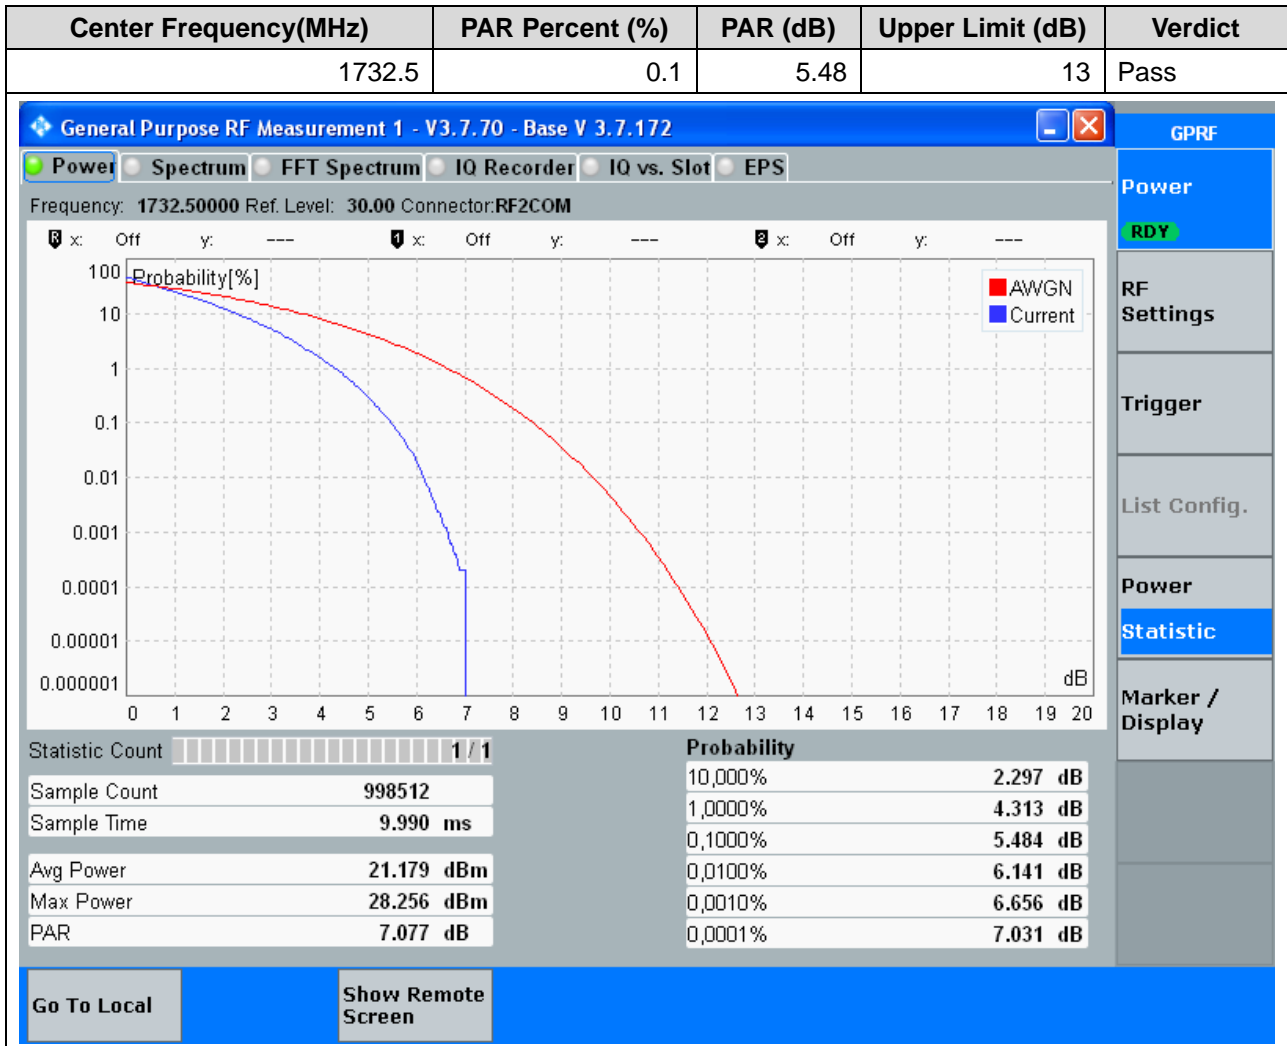 Center Frequency(MHz) PAR Percent (%) PAR (dB) Upper Limit (dB) Verdict
1732.5 0.1 5.48 13 Pass
General Purpose RF Measurement 1 - V3.7.70 - Base V 3.7.172
GPRF
Power Spectrum FFT Spectrum IQ Recorder IQ vs. Slot EPS
Frequency: 1732.50000 Ref. Level: 30.00 Connector:RF2COM
R x: Off y: --- 1 x: Off y: --- 2 x: Off y: ---
Probability[%]
AWGN
Current
100
10
1
0.1
0.01
0.001
0.0001
0.00001
0.000001
dB
0 1 2 3 4 5 6 7 8 9 10 11 12 13 14 15 16 17 18 19 20
Statistic Count 1 / 1
Sample Count 998512
Sample Time 9.990 ms
Avg Power 21.179 dBm
Max Power 28.256 dBm
PAR 7.077 dB
Probability
10,000% 2.297 dB
1,0000% 4.313 dB
0,1000% 5.484 dB
0,0100% 6.141 dB
0,0010% 6.656 dB
0,0001% 7.031 dB
Power
RDY
RF
Settings
Trigger
List Config.
Power
Statistic
Marker /
Display
Go To Local
Show Remote
Screen